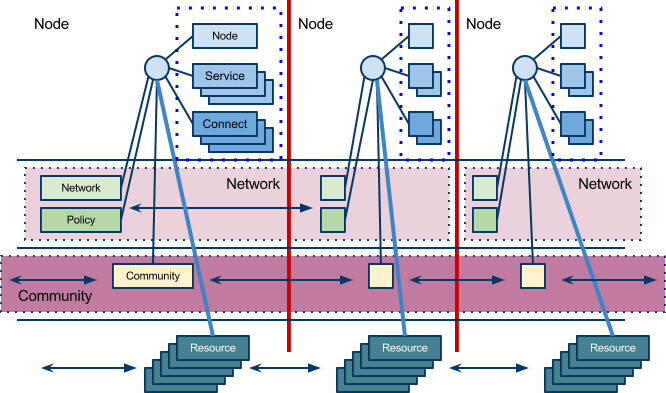 Node
Node
Node
Node
Service
Connect
Network
Network
Network
Policy
Community
Community
Resource
Resource
Resource